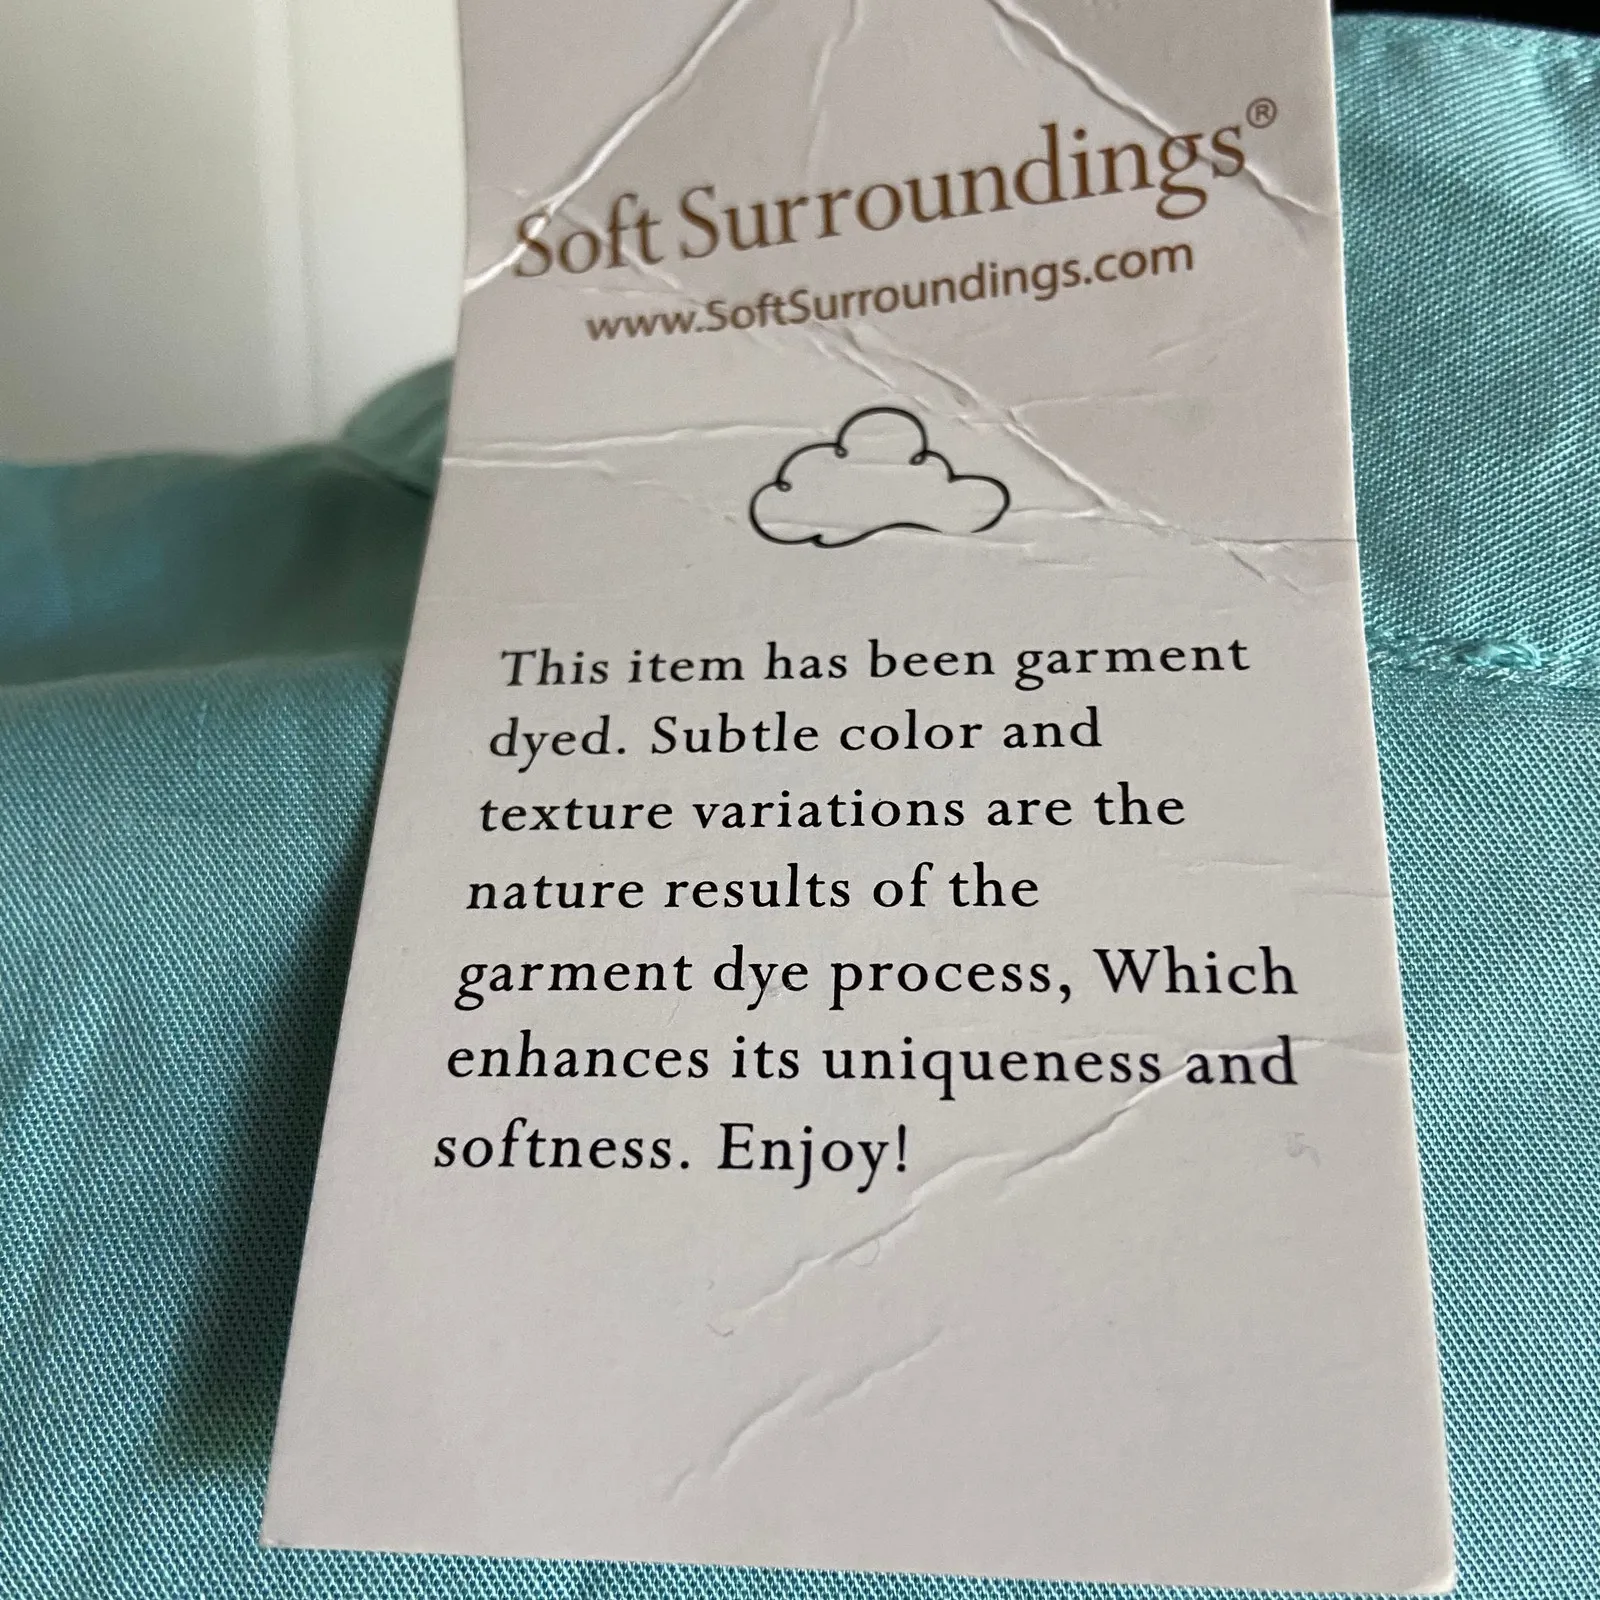 Soft Surroundings®
www.SoftSurroundings.com
This item has been garment
dyed. Subtle color and
texture variations are the
nature results of the
garment dye process, Which
enhances its uniqueness and
softness. Enjoy!